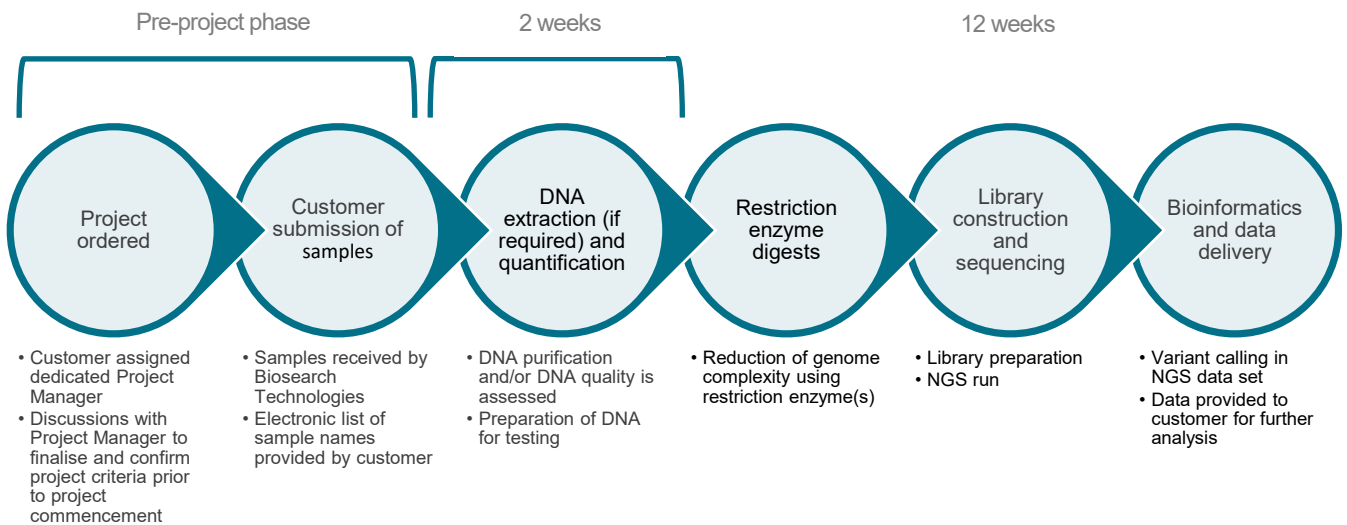 Pre-project phase
2 weeks
12 weeks
Project
ordered
Customer
submission of
samples
DNA
extraction (if
required) and
quantification
Restriction
enzyme
digests
Library
construction
and
sequencing
Bioinformatics
and data
delivery
• Customer assigned
dedicated Project
Manager
• Discussions with
Project Manager to
finalise and confirm
project criteria prior
to project
commencement
• Samples received by
Biosearch
Technologies
• Electronic list of
sample names
provided by customer
• DNA purification
and/or DNA quality is
assessed
• Preparation of DNA
for testing
• Reduction of genome
complexity using
restriction enzyme(s)
• Library preparation
• NGS run
• Variant calling in
NGS data set
• Data provided to
customer for further
analysis